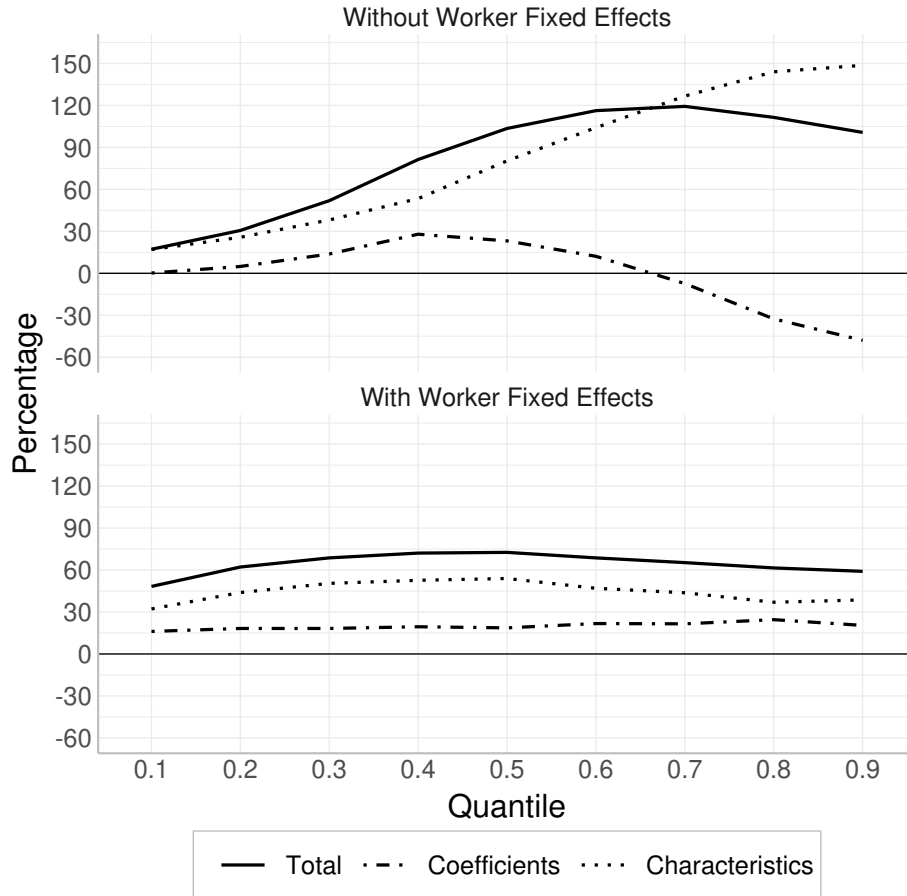 Without Worker Fixed Effects
150
120
90
60
30
0
-30
-60
Percentage
With Worker Fixed Effects
150
120
90
60
30
0
-30
-60
0.1 0.2 0.3 0.4 0.5 0.6 0.7 0.8 0.9
Quantile
Total Coefficients Characteristics